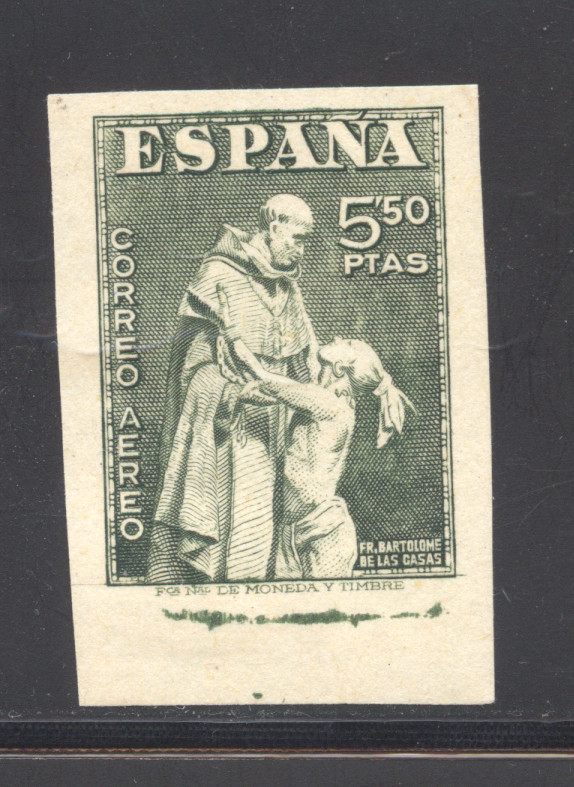 ESPAÑA
5'50
PTAS
CORREO AEREO
FR. BARTOLOME
DE LAS CASAS
Fca Nal DE MONEDA Y TIMBRE